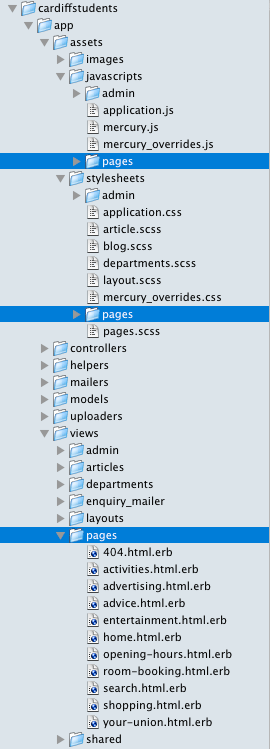 cardiffstudents
app
assets
images
javascripts
admin
application.js
mercury.js
mercury_overrides.js
pages
stylesheets
admin
application.css
article.scss
blog.scss
departments.scss
layout.scss
mercury_overrides.css
pages
pages.scss
controllers
helpers
mailers
models
uploaders
views
admin
articles
departments
enquiry_mailer
layouts
pages
404.html.erb
activities.html.erb
advertising.html.erb
advice.html.erb
entertainment.html.erb
home.html.erb
opening-hours.html.erb
room-booking.html.erb
search.html.erb
shopping.html.erb
your-union.html.erb
shared